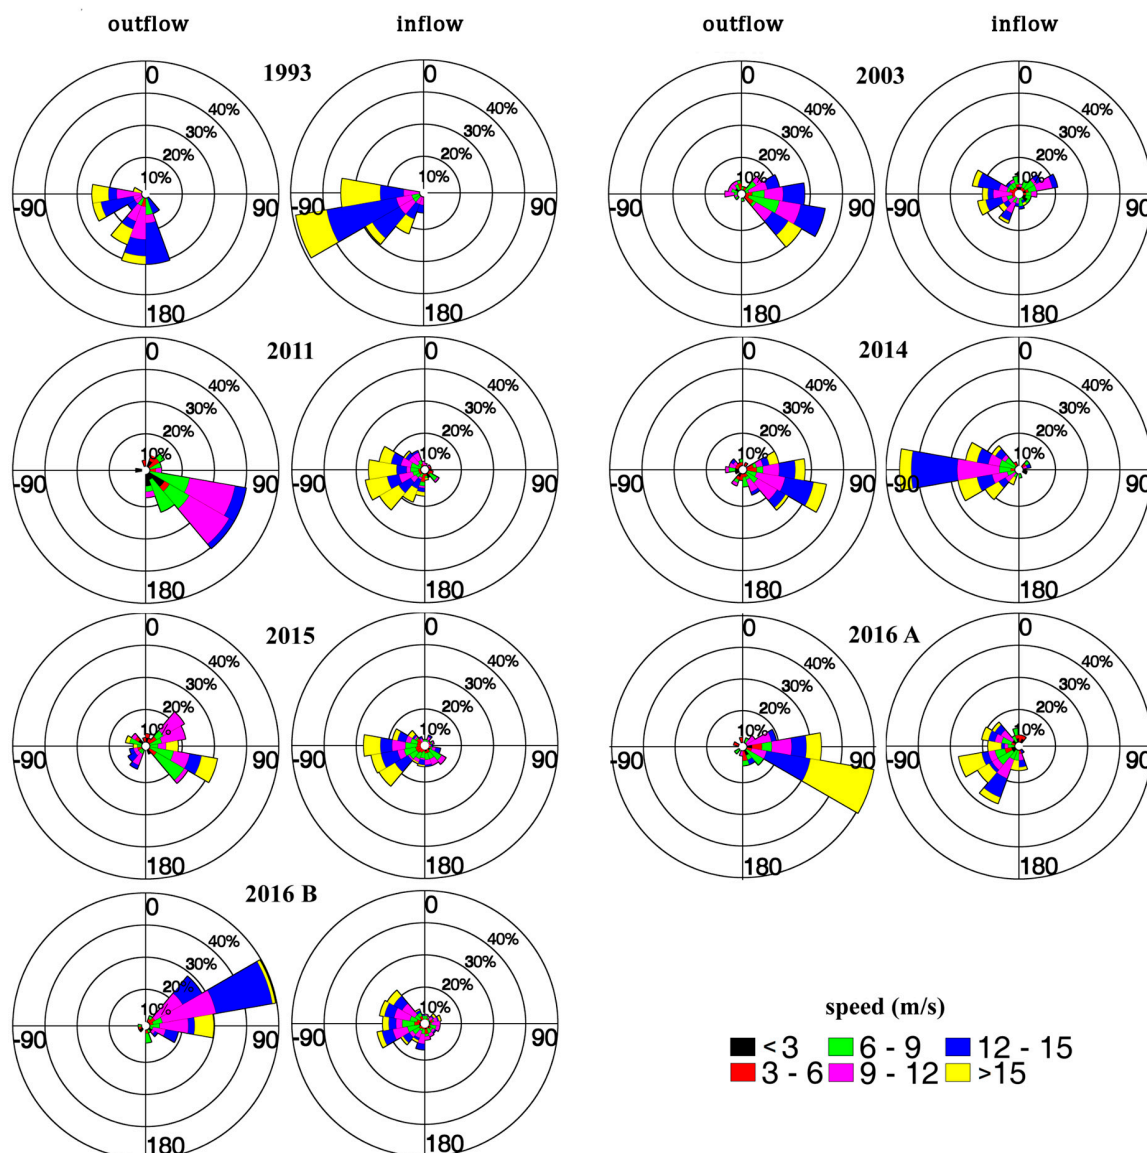 outflow inflow outflow inflow
1993 2003
0 0 0 0
40% 40% 40% 40%
30% 30% 30% 30%
20% 20% 20% 20%
10% 10% 10% 10%
-90 90 -90 90 -90 90 -90 90
180 180 180 180
2011 2014
0 0 0 0
40% 40% 40% 40%
30% 30% 30% 30%
20% 20% 20% 20%
10% 10% 10% 10%
-90 90 -90 90 -90 90 -90 90
180 180 180 180
2015 2016 A
0 0 0 0
40% 40% 40% 40%
30% 30% 30% 30%
20% 20% 20% 20%
10% 10% 10% 10%
-90 90 -90 90 -90 90 -90 90
180 180 180 180
2016 B
0 0
40% 40%
30% 30%
20% 20%
10% 10%
-90 90 -90 90
180 180
speed (m/s)
<3 6 - 9 12 - 15
3 - 6 9 - 12 >15